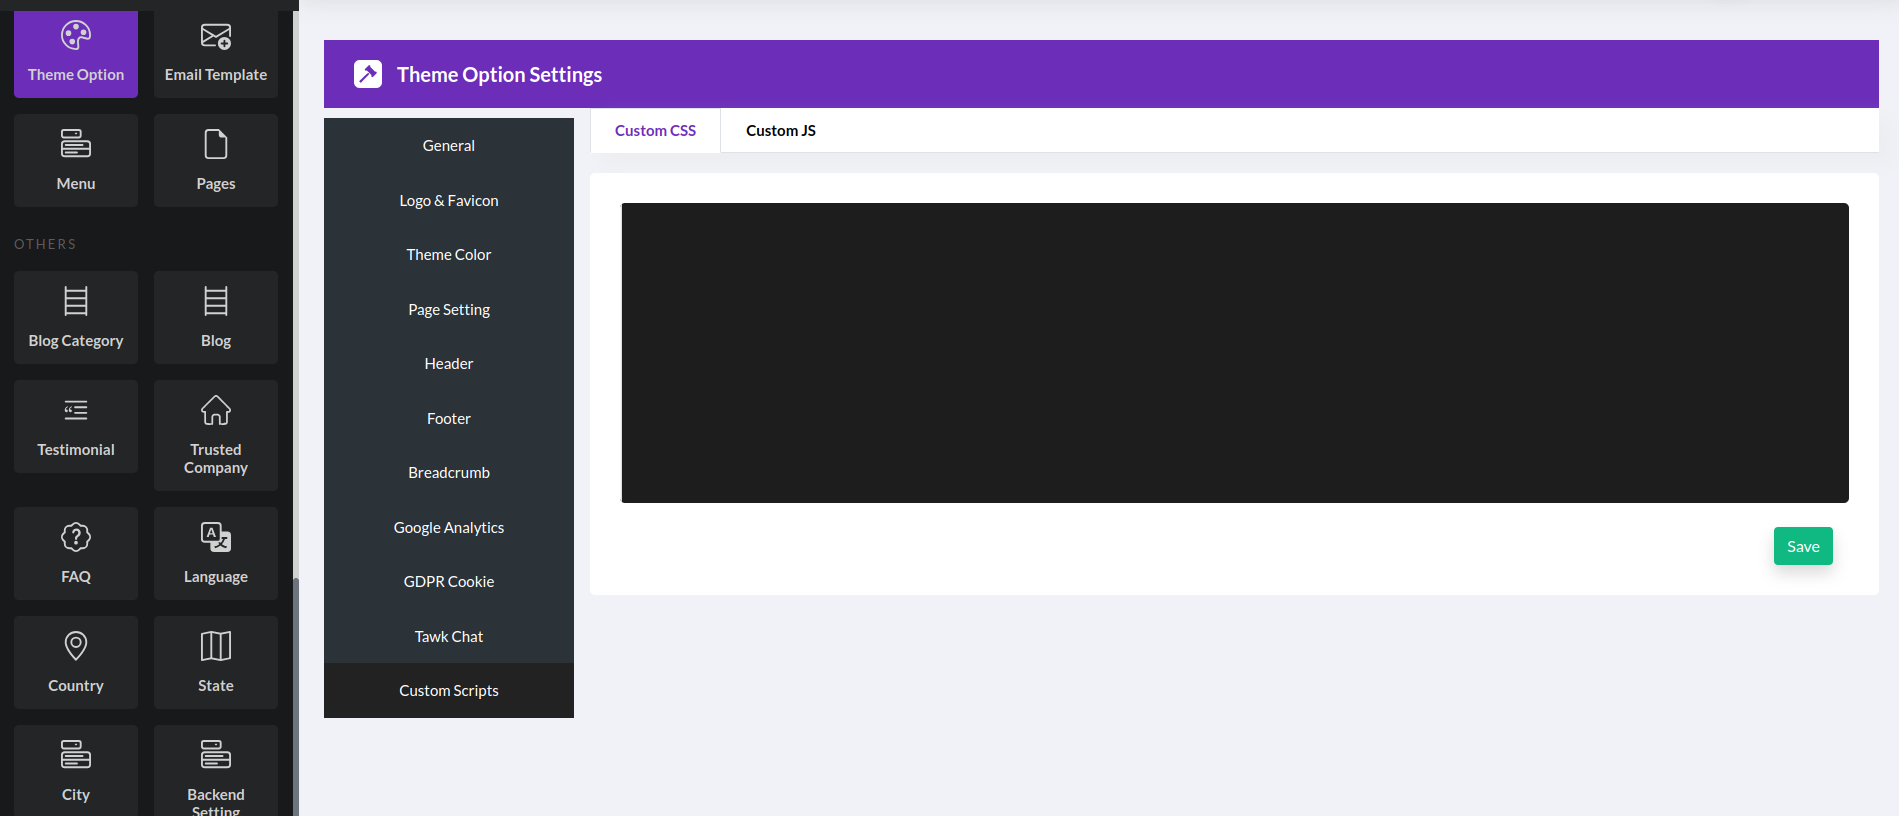 Theme Option
Email Template
Menu
Pages
OTHERS
Blog Category
Blog
Testimonial
Trusted
Company
FAQ
Language
Country
State
City
Backend
Setting
Theme Option Settings
General
Logo & Favicon
Theme Color
Page Setting
Header
Footer
Breadcrumb
Google Analytics
GDPR Cookie
Tawk Chat
Custom Scripts
Custom CSS
Custom JS
Save